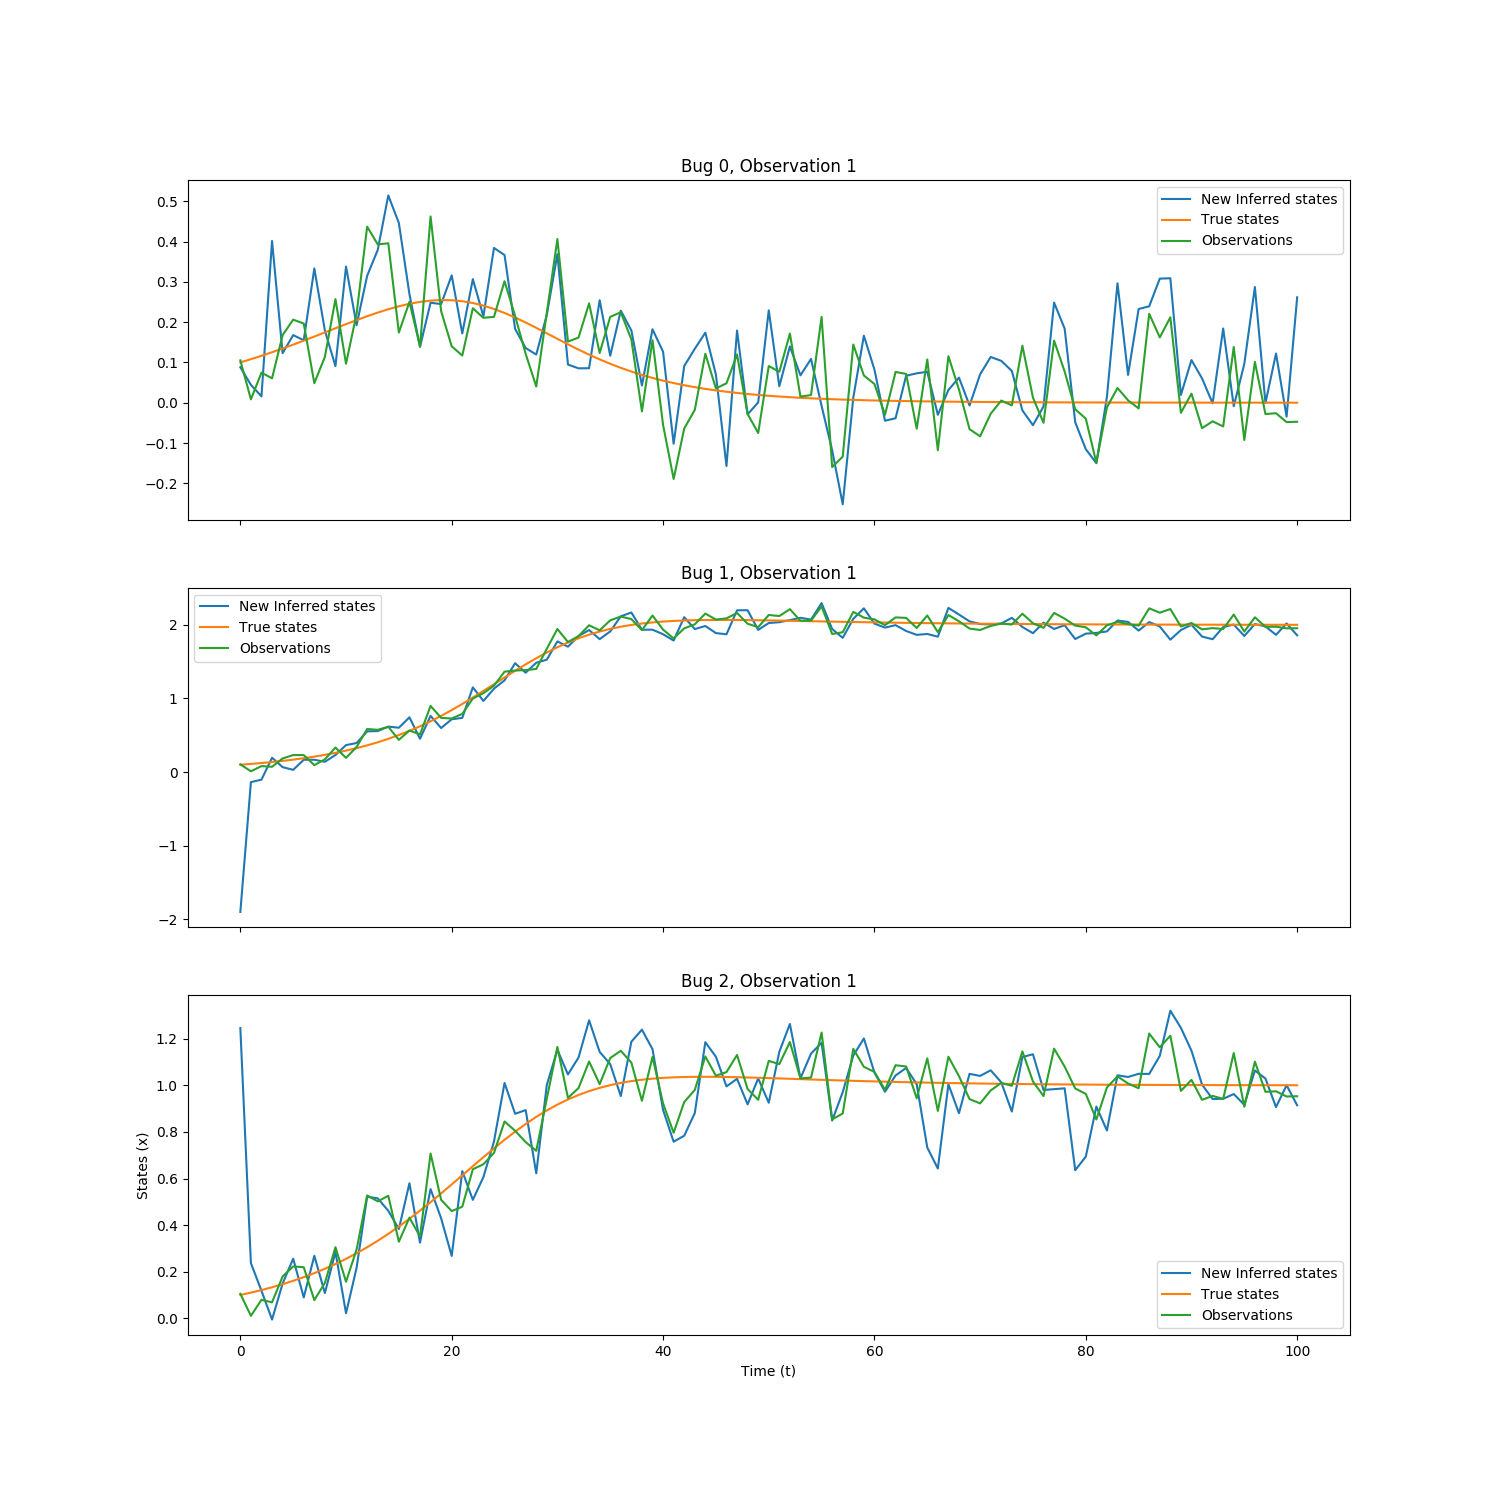 Bug 0, Observation 1
0.5
0.4
0.3
0.2
0.1
0.0
−0.1
−0.2
New Inferred states
True states
Observations
Bug 1, Observation 1
2
1
0
−1
−2
New Inferred states
True states
Observations
Bug 2, Observation 1
1.2
1.0
0.8
0.6
0.4
0.2
0.0
States (x)
New Inferred states
True states
Observations
0 20 40 60 80 100
Time (t)